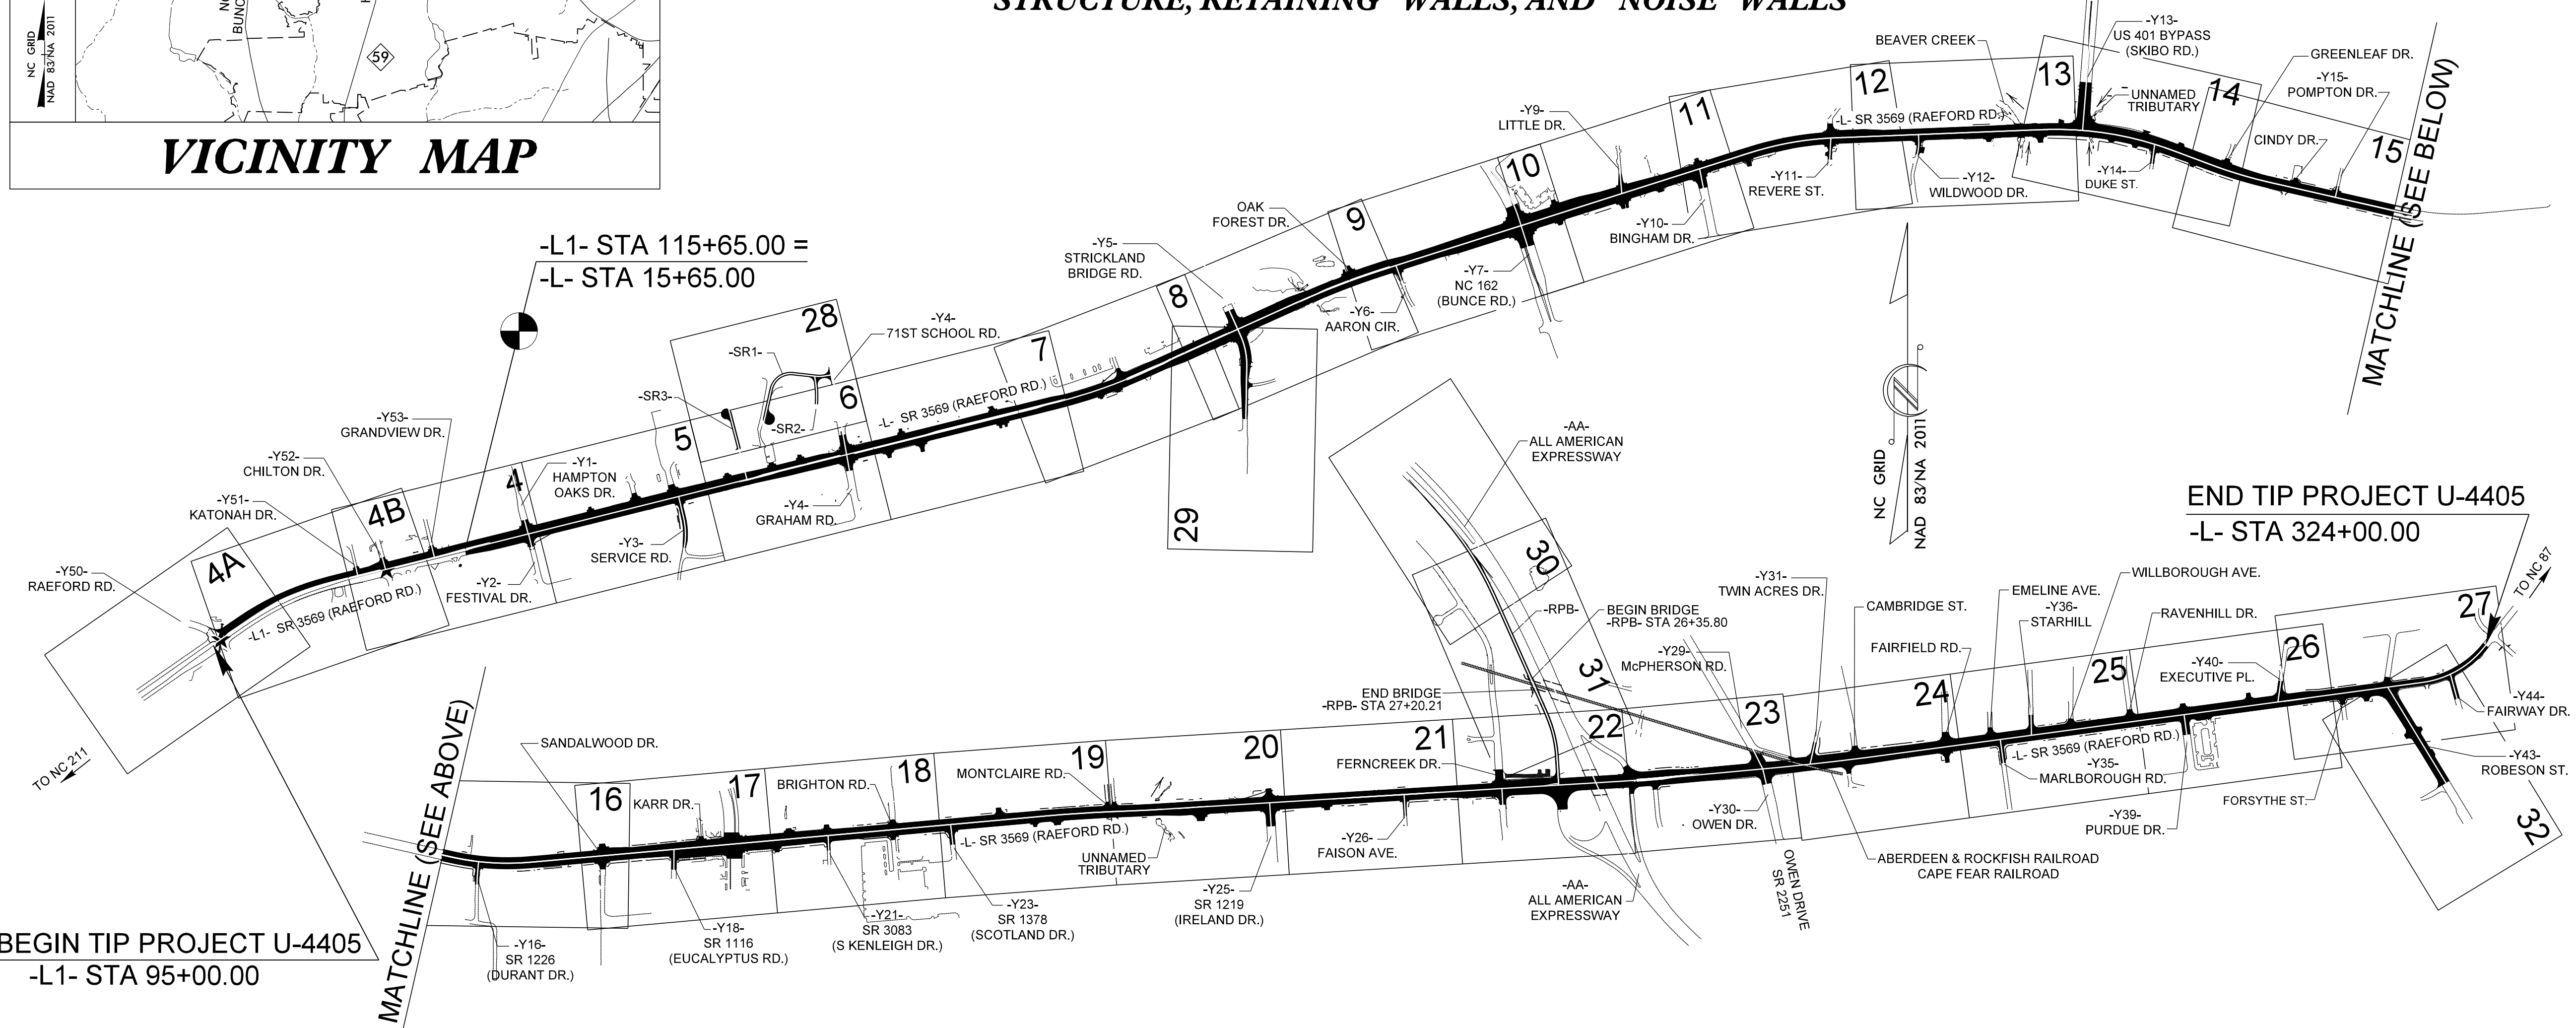 STRUCTURE, RETAINING WALLS, AND NOISE WALLS
NC GRID
NAD 83/NA 2011
BUNC
59
VICINITY MAP
-L1- STA 115+65.00 =
-L- STA 15+65.00
4A
4B
4
5
6
7
8
9
10
11
12
13
14
15
28
29
-Y50-
RAEFORD RD.
-Y51-
KATONAH DR.
-Y52-
CHILTON DR.
-Y53-
GRANDVIEW DR.
-L1- SR 3569 (RAEFORD RD.)
-Y1-
HAMPTON
OAKS DR.
-Y2-
FESTIVAL DR.
-Y3-
SERVICE RD.
-SR3-
-SR1-
-SR2-
-Y4-
71ST SCHOOL RD.
-Y4-
GRAHAM RD.
-L- SR 3569 (RAEFORD RD.)
-Y5-
STRICKLAND
BRIDGE RD.
OAK
FOREST DR.
-Y6-
AARON CIR.
-Y7-
NC 162
(BUNCE RD.)
-Y9-
LITTLE DR.
-Y10-
BINGHAM DR.
-Y11-
REVERE ST.
-L- SR 3569 (RAEFORD RD.)
-Y12-
WILDWOOD DR.
BEAVER CREEK
-Y13-
US 401 BYPASS
(SKIBO RD.)
UNNAMED
TRIBUTARY
-Y14-
DUKE ST.
GREENLEAF DR.
-Y15-
POMPTON DR.
CINDY DR.
MATCHLINE (SEE BELOW)
NC GRID
NAD 83/NA 2011
TO NC 211
BEGIN TIP PROJECT U-4405
-L1- STA 95+00.00
MATCHLINE (SEE ABOVE)
16
17
18
19
20
21
22
23
24
25
26
27
30
31
32
-Y16-
SR 1226
(DURANT DR.)
SANDALWOOD DR.
KARR DR.
-Y18-
SR 1116
(EUCALYPTUS RD.)
BRIGHTON RD.
-Y21-
SR 3083
(S KENLEIGH DR.)
-Y23-
SR 1378
(SCOTLAND DR.)
MONTCLAIRE RD.
-L- SR 3569 (RAEFORD RD.)
UNNAMED
TRIBUTARY
-Y25-
SR 1219
(IRELAND DR.)
-Y26-
FAISON AVE.
FERNCREEK DR.
END BRIDGE
-RPB- STA 27+20.21
-AA-
ALL AMERICAN
EXPRESSWAY
-RPB-
BEGIN BRIDGE
-RPB- STA 26+35.80
-AA-
ALL AMERICAN
EXPRESSWAY
-Y29-
McPHERSON RD.
-Y30-
OWEN DR.
OWEN DRIVE
SR 2251
-Y31-
TWIN ACRES DR.
CAMBRIDGE ST.
ABERDEEN & ROCKFISH RAILROAD
CAPE FEAR RAILROAD
FAIRFIELD RD.
EMELINE AVE.
-Y36-
STARHILL
WILLBOROUGH AVE.
RAVENHILL DR.
-L- SR 3569 (RAEFORD RD.)
-Y35-
MARLBOROUGH RD.
-Y39-
PURDUE DR.
-Y40-
EXECUTIVE PL.
FORSYTHE ST.
-Y44-
FAIRWAY DR.
-Y43-
ROBESON ST.
END TIP PROJECT U-4405
-L- STA 324+00.00
TO NC 87